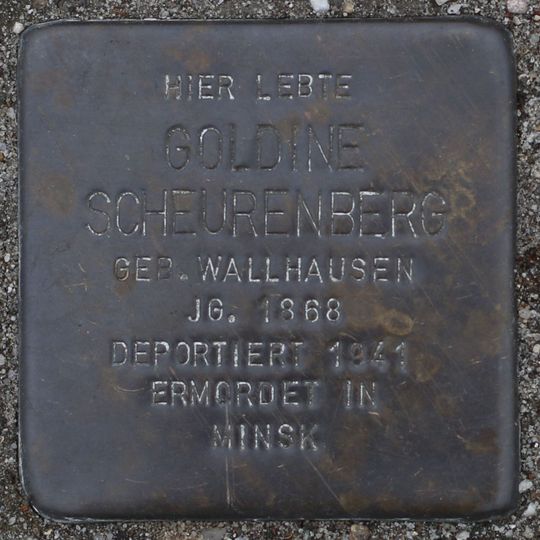 HIER LEBTE
GOLDINE
SCHEURENBERG
GEB. WALLHAUSEN
JG. 1868
DEPORTIERT 1941
ERMORDET IN
MINSK